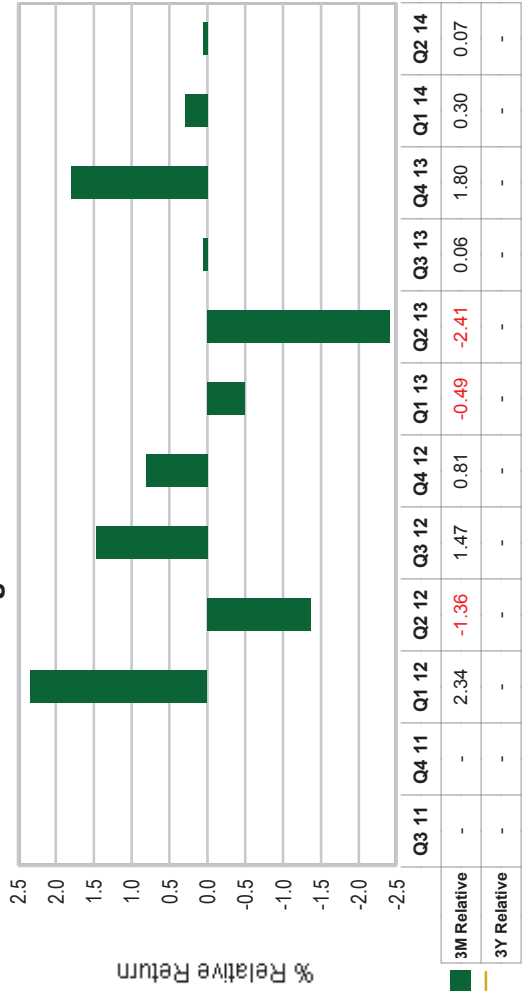 2.5
2.0
1.5
1.0
0.5
0.0
-0.5
-1.0
-1.5
-2.0
-2.5
% Relative Return
Q3 11 Q4 11 Q1 12 Q2 12 Q3 12 Q4 12 Q1 13 Q2 13 Q3 13 Q4 13 Q1 14 Q2 14
3M Relative - - 2.34 -1.36 1.47 0.81 -0.49 -2.41 0.06 1.80 0.30 0.07
3Y Relative - - - - - - - - - - - -